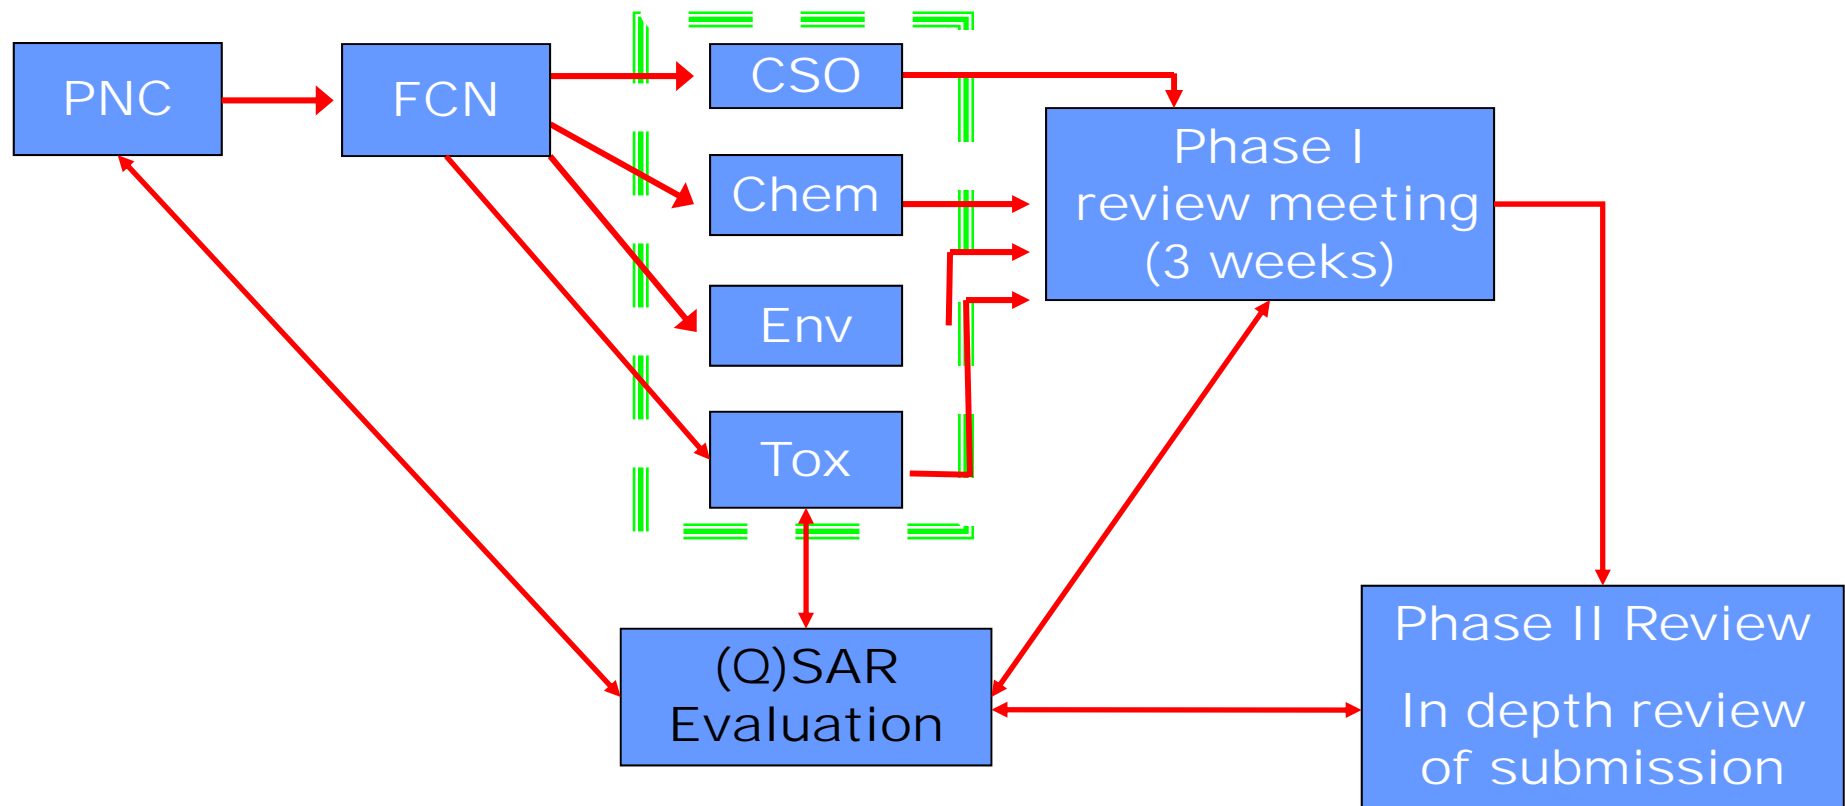 PNC
FCN
CSO
Chem
Env
Tox
Phase I
review meeting
(3 weeks)
(Q)SAR
Evaluation
Phase II Review
In depth review
of submission